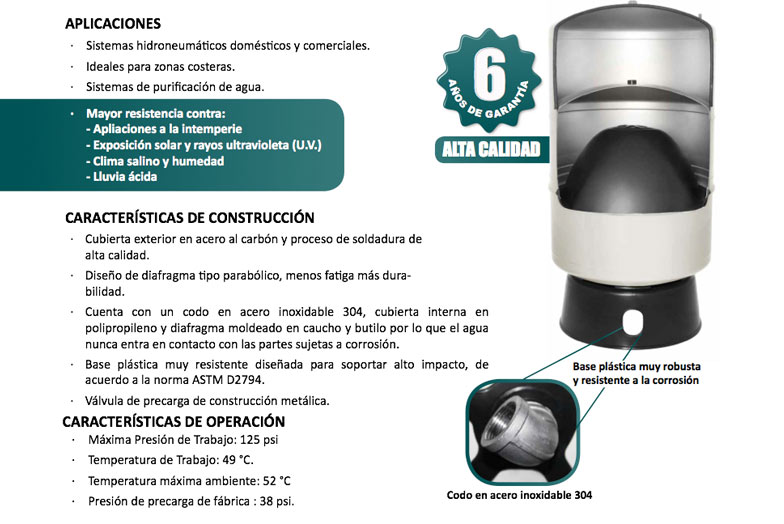 APLICACIONES
· Sistemas hidroneumáticos domésticos y comerciales.
· Ideales para zonas costeras.
· Sistemas de purificación de agua.
· Mayor resistencia contra:
- Apliaciones a la intemperie
- Exposición solar y rayos ultravioleta (U.V.)
- Clima salino y humedad
- Lluvia ácida
6
AÑOS DE GARANTÍA
ALTA CALIDAD
CARACTERÍSTICAS DE CONSTRUCCIÓN
· Cubierta exterior en acero al carbón y proceso de soldadura de
alta calidad.
· Diseño de diafragma tipo parabólico, menos fatiga más dura-
bilidad.
· Cuenta con un codo en acero inoxidable 304, cubierta interna en
polipropileno y diafragma moldeado en caucho y butilo por lo que el agua
nunca entra en contacto con las partes sujetas a corrosión.
· Base plástica muy resistente diseñada para soportar alto impacto, de
acuerdo a la norma ASTM D2794.
· Válvula de precarga de construcción metálica.
Base plástica muy robusta
y resistente a la corrosión
CARACTERÍSTICAS DE OPERACIÓN
· Máxima Presión de Trabajo: 125 psi
· Temperatura de Trabajo: 49 °C.
· Temperatura máxima ambiente: 52 °C
· Presión de precarga de fábrica : 38 psi.
Codo en acero inoxidable 304